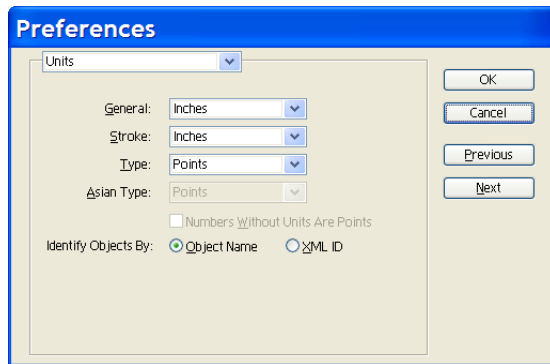 Preferences
Units
OK
General: Inches
Cancel
Stroke: Inches
Type: Points
Previous
Asian Type: Points
Next
Numbers Without Units Are Points
Identify Objects By: Object Name XML ID